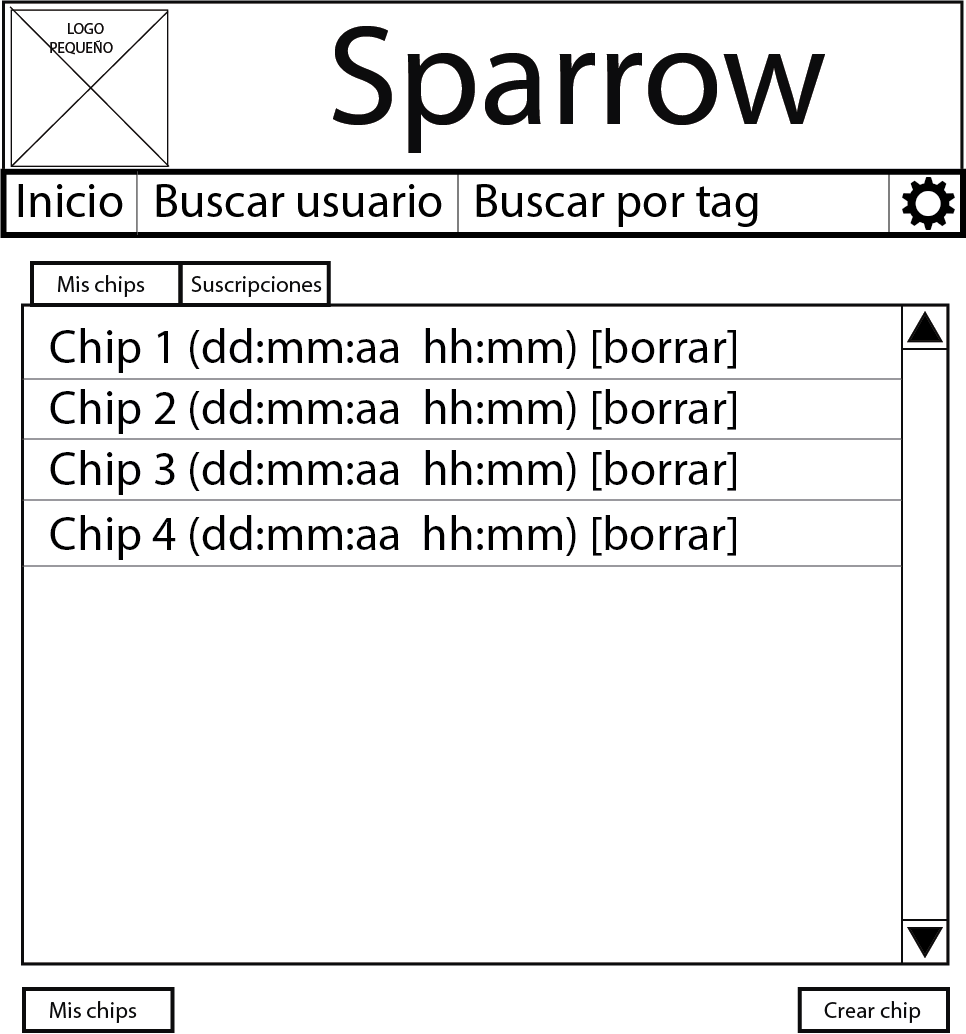 LOGO
PEQUEÑO
Sparrow
Inicio Buscar usuario Buscar por tag
Mis chips Suscripciones
Chip 1 (dd:mm:aa hh:mm) [borrar]
Chip 2 (dd:mm:aa hh:mm) [borrar]
Chip 3 (dd:mm:aa hh:mm) [borrar]
Chip 4 (dd:mm:aa hh:mm) [borrar]
Mis chips Crear chip